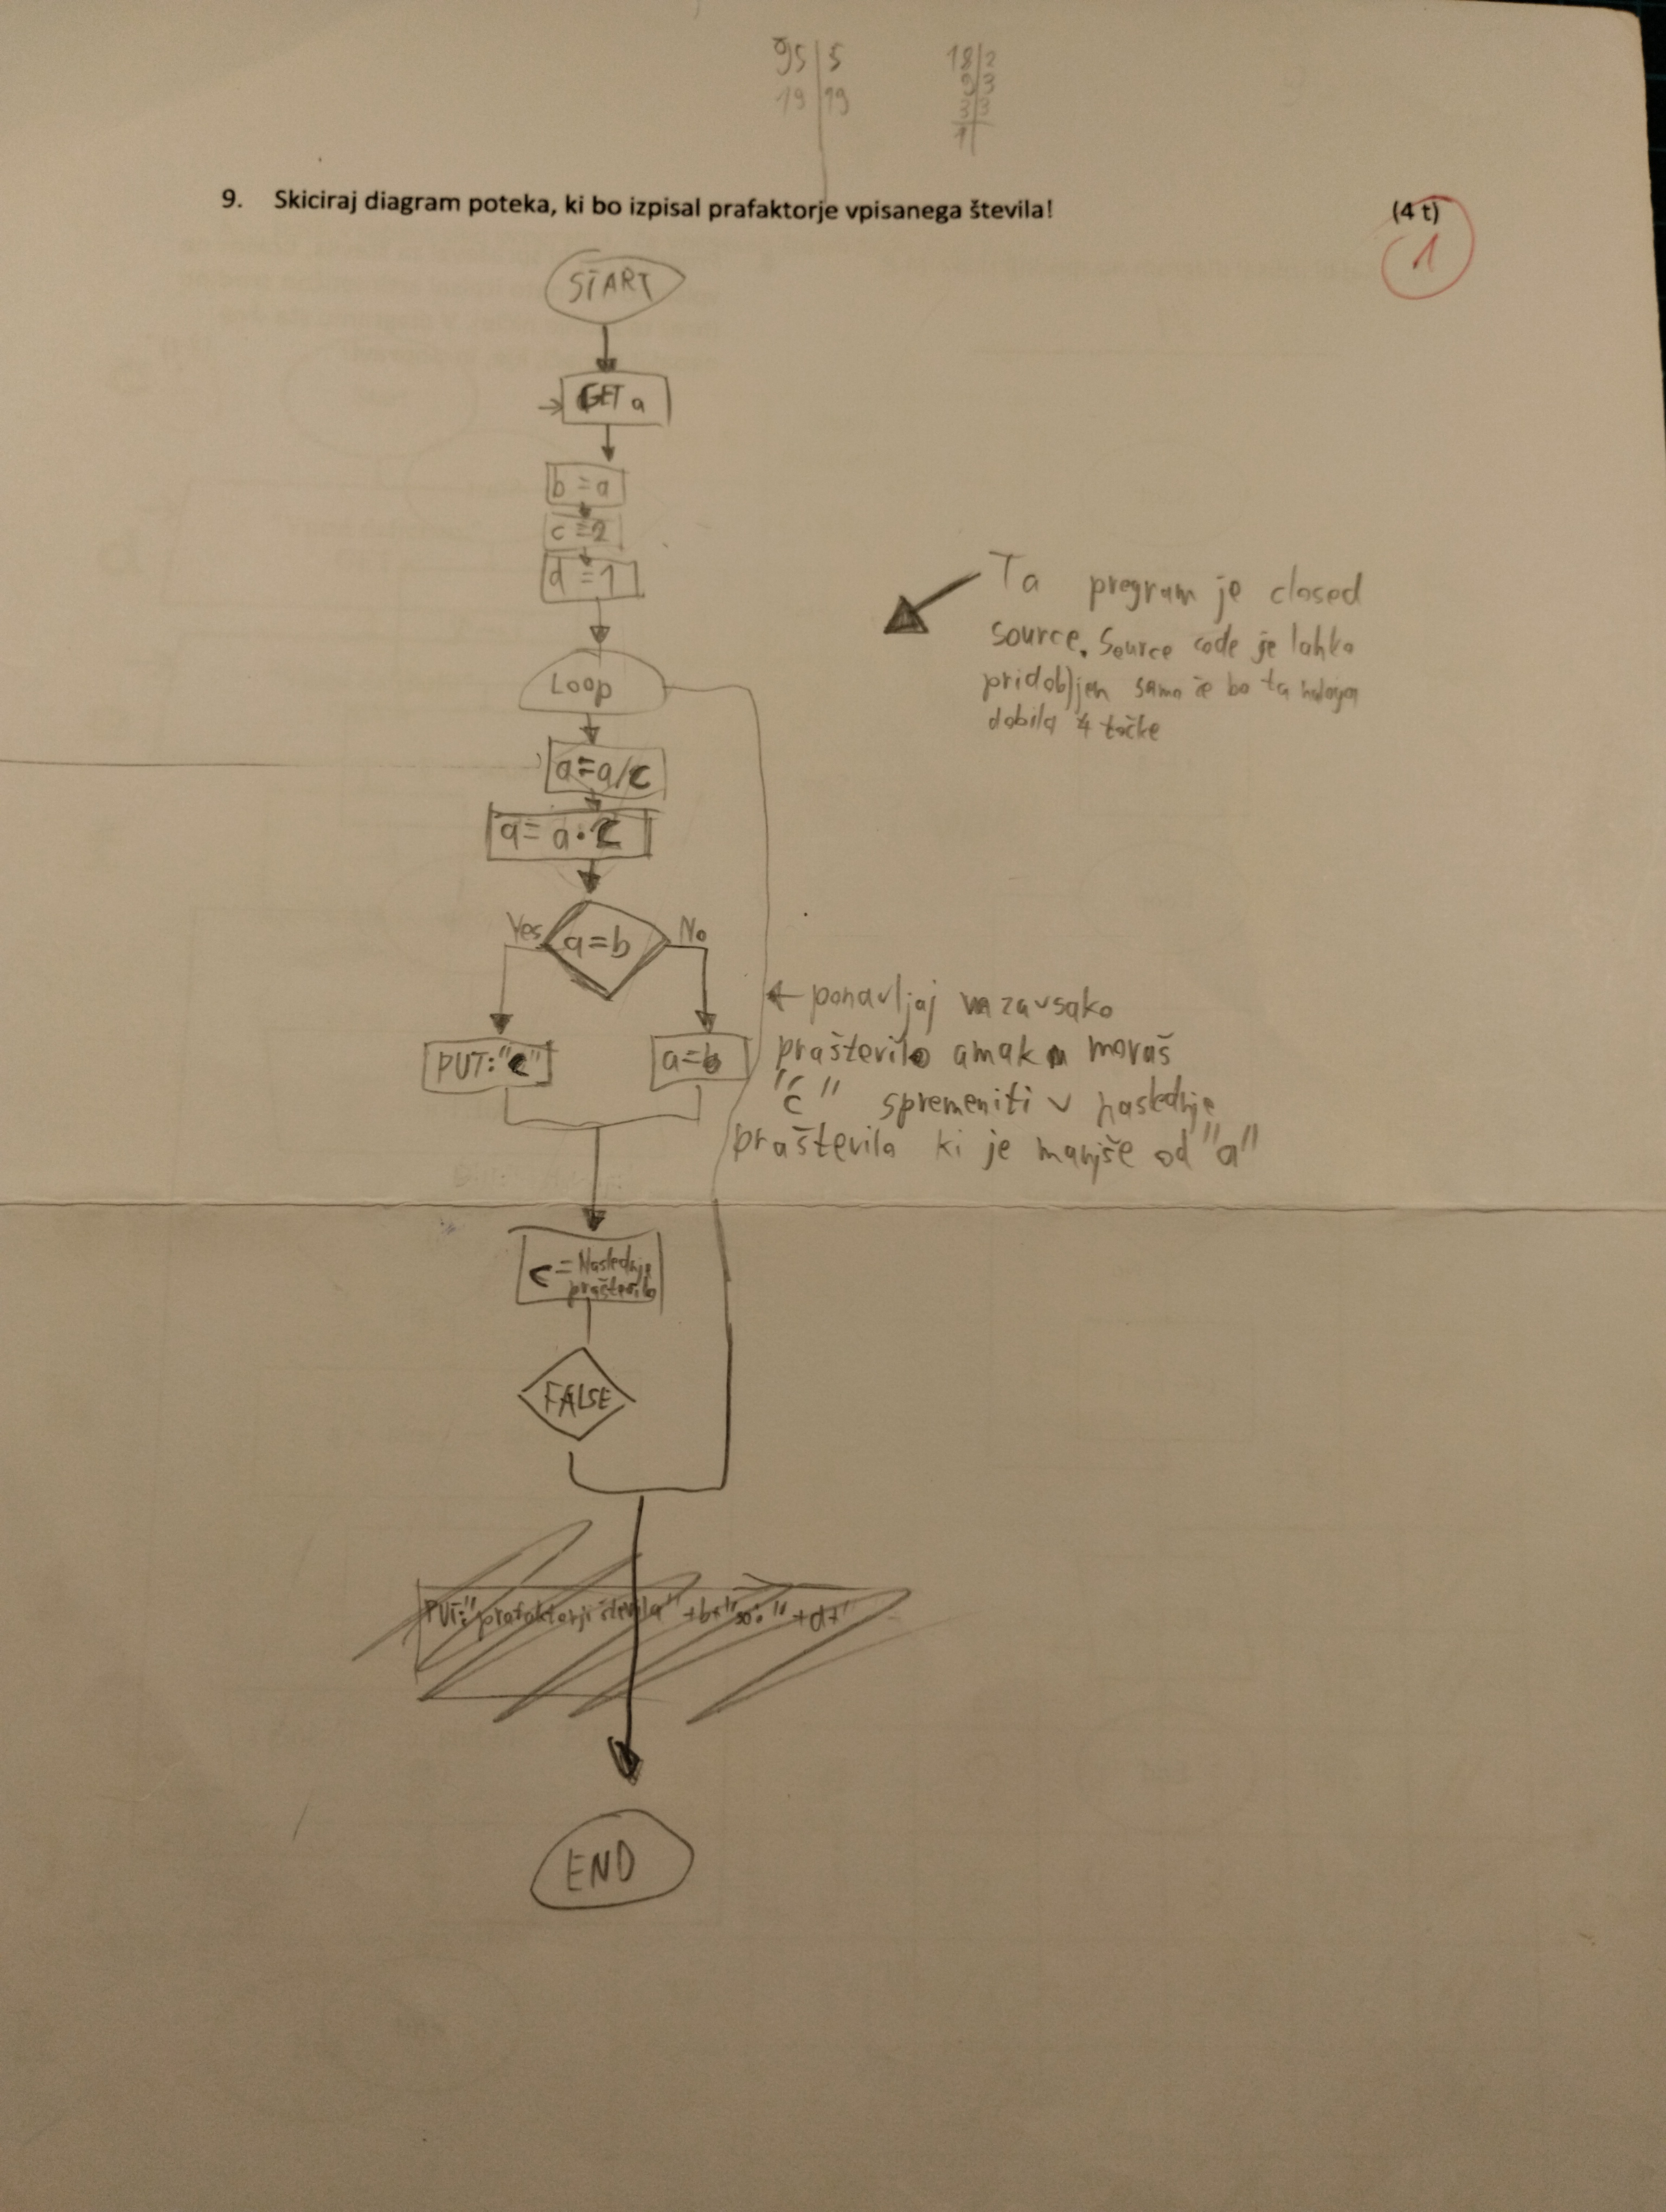 95 | 5
19 | 19
18 | 2
9 | 3
3 | 3
1 |
9. Skiciraj diagram poteka, ki bo izpisal prafaktorje vpisanega števila! (4 t)
1
START
GET a
b = a
c = 2
d = 1
Ta program je closed
source. Source code je lahko
pridobljen samo če bo ta naloga
dobila 4 točke
Loop
a = a/c
a = a · c
Yes a=b No
PUT: "c"
a=b
← ponavljaj za vsako
praštevilo amak moraš
"c" spremeniti v naslednje
praštevila ki je manjše od "a"
c = Naslednje
praštevilo
FALSE
PUT: "prafaktorji števila" +b+ "so: " +d+"
END